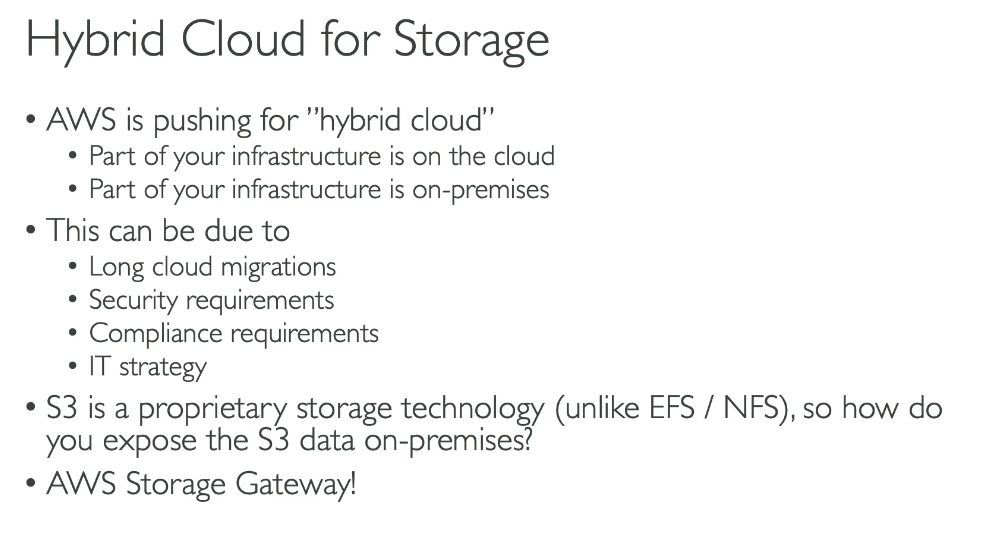 Hybrid Cloud for Storage
• AWS is pushing for ”hybrid cloud”
• Part of your infrastructure is on the cloud
• Part of your infrastructure is on-premises
• This can be due to
• Long cloud migrations
• Security requirements
• Compliance requirements
• IT strategy
• S3 is a proprietary storage technology (unlike EFS / NFS), so how do
you expose the S3 data on-premises?
• AWS Storage Gateway!